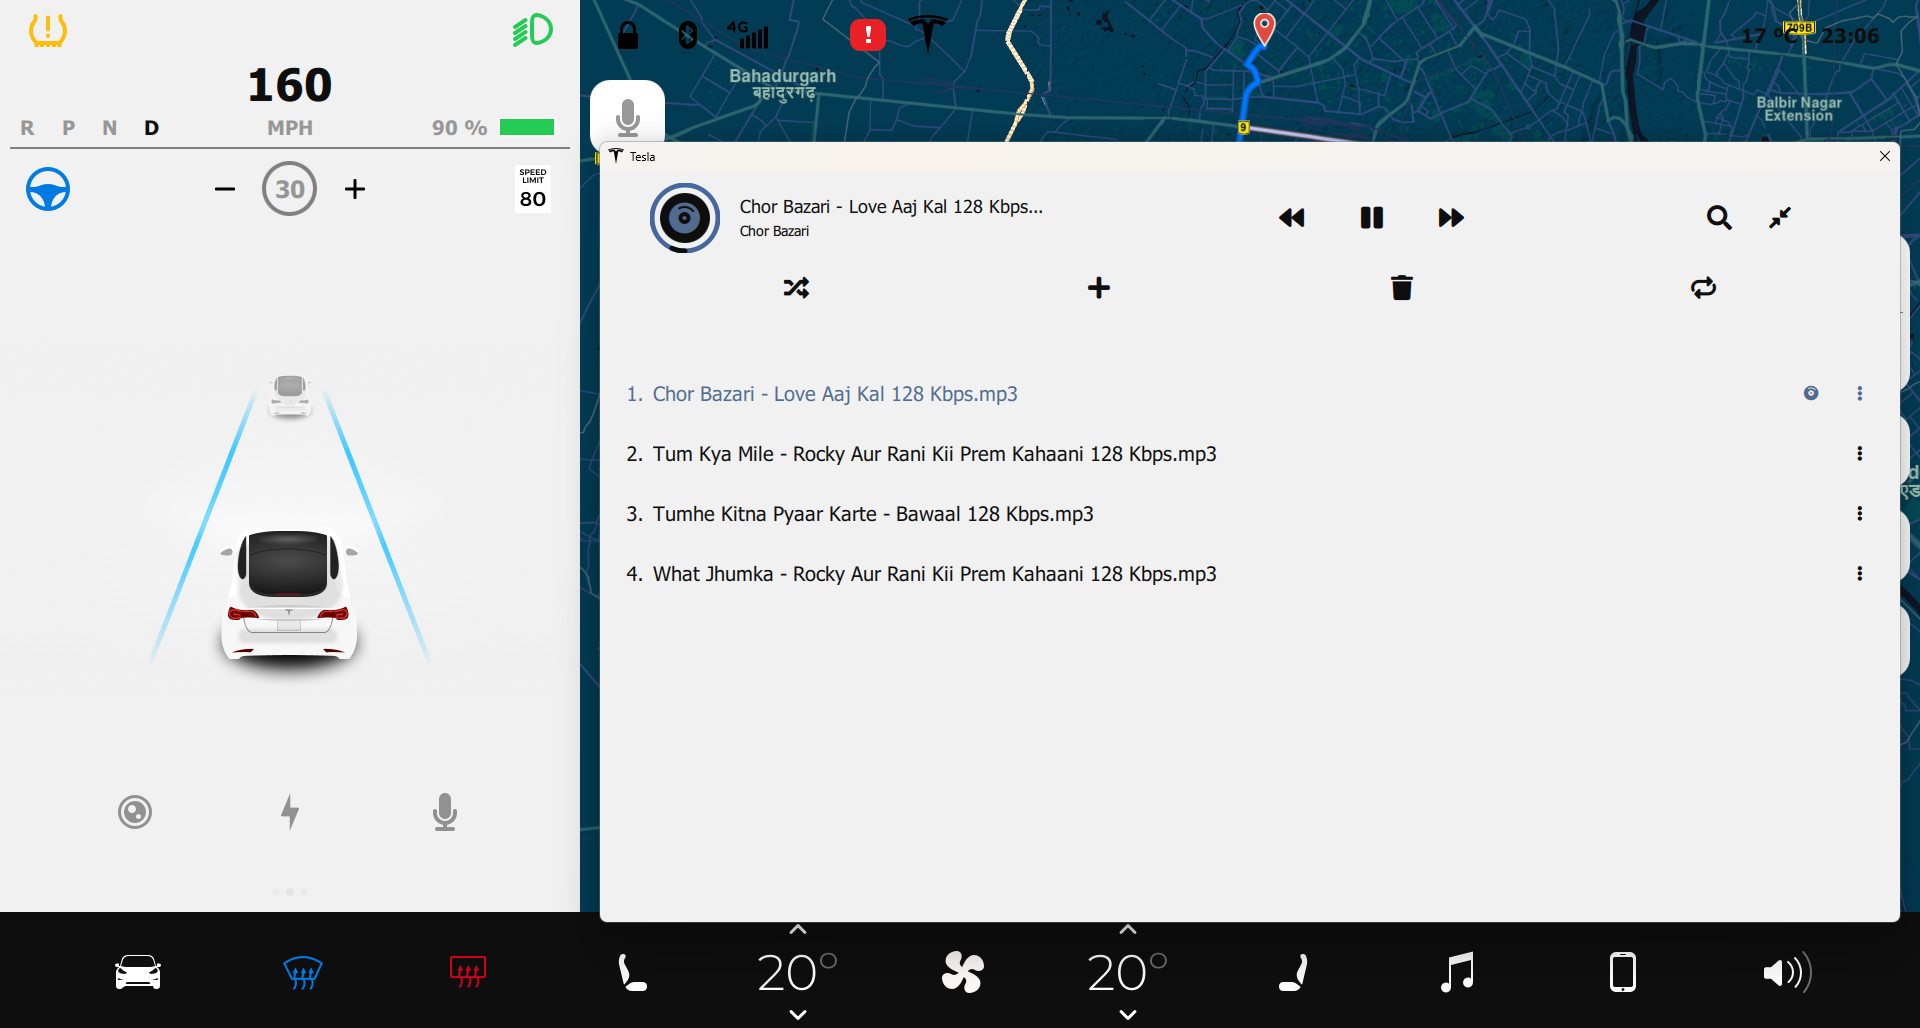 160
R P N D
MPH
90 %
30
SPEED
LIMIT
80
4G
!
17 °C
709B
23:06
Bahadurgarh
बहादुरगढ़
Balbir Nagar
Extension
9
Tesla
Chor Bazari - Love Aaj Kal 128 Kbps...
Chor Bazari
1. Chor Bazari - Love Aaj Kal 128 Kbps.mp3
2. Tum Kya Mile - Rocky Aur Rani Kii Prem Kahaani 128 Kbps.mp3
3. Tumhe Kitna Pyaar Karte - Bawaal 128 Kbps.mp3
4. What Jhumka - Rocky Aur Rani Kii Prem Kahaani 128 Kbps.mp3
20°
20°